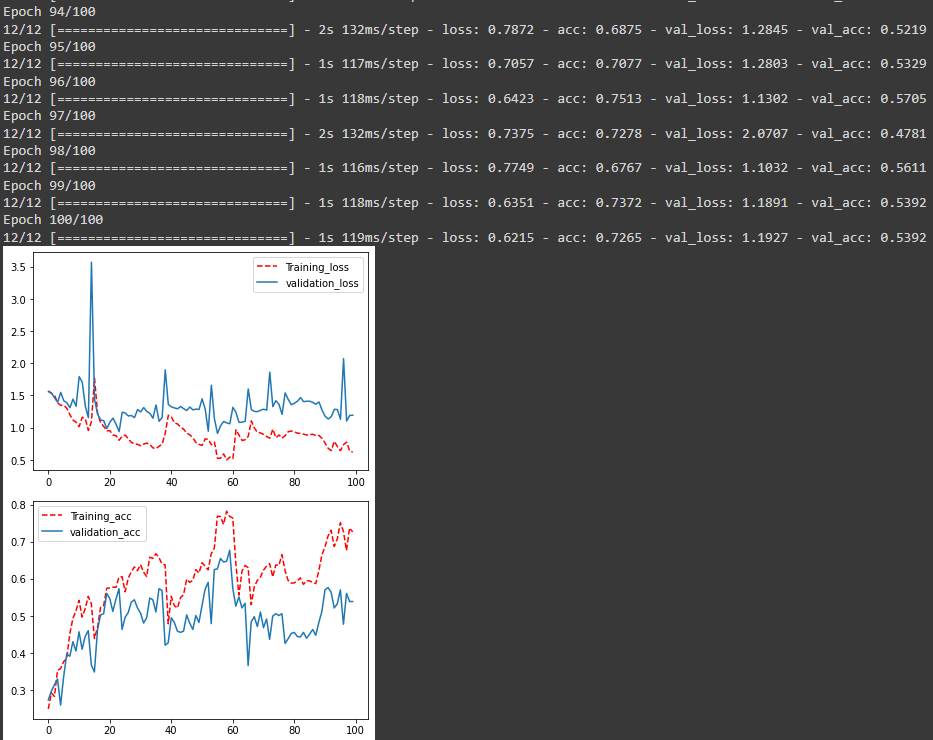 Epoch 94/100
12/12 [==============================] - 2s 132ms/step - loss: 0.7872 - acc: 0.6875 - val_loss: 1.2845 - val_acc: 0.5219
Epoch 95/100
12/12 [==============================] - 1s 117ms/step - loss: 0.7057 - acc: 0.7077 - val_loss: 1.2803 - val_acc: 0.5329
Epoch 96/100
12/12 [==============================] - 1s 118ms/step - loss: 0.6423 - acc: 0.7513 - val_loss: 1.1302 - val_acc: 0.5705
Epoch 97/100
12/12 [==============================] - 2s 132ms/step - loss: 0.7375 - acc: 0.7278 - val_loss: 2.0707 - val_acc: 0.4781
Epoch 98/100
12/12 [==============================] - 1s 116ms/step - loss: 0.7749 - acc: 0.6767 - val_loss: 1.1032 - val_acc: 0.5611
Epoch 99/100
12/12 [==============================] - 1s 118ms/step - loss: 0.6351 - acc: 0.7372 - val_loss: 1.1891 - val_acc: 0.5392
Epoch 100/100
12/12 [==============================] - 1s 119ms/step - loss: 0.6215 - acc: 0.7265 - val_loss: 1.1927 - val_acc: 0.5392
Training_loss
validation_loss
3.5
3.0
2.5
2.0
1.5
1.0
0.5
0 20 40 60 80 100
Training_acc
validation_acc
0.8
0.7
0.6
0.5
0.4
0.3
0 20 40 60 80 100